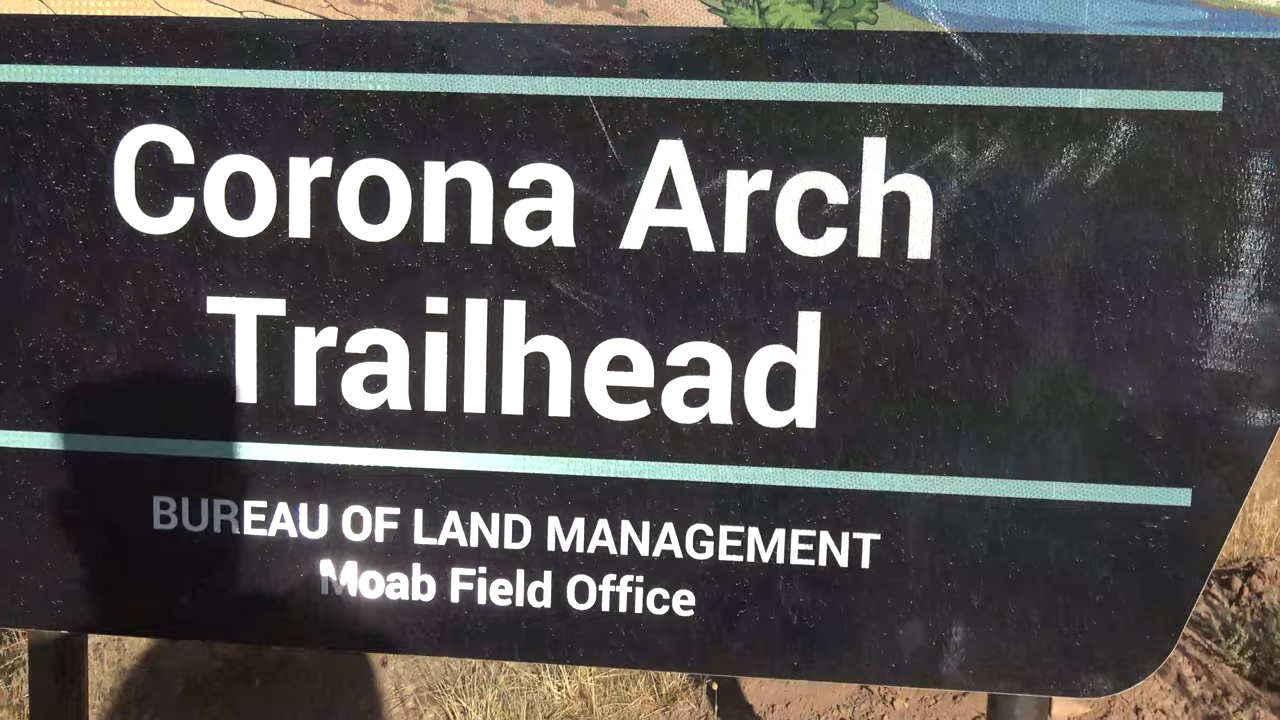 Corona Arch
Trailhead
BUREAU OF LAND MANAGEMENT
Moab Field Office